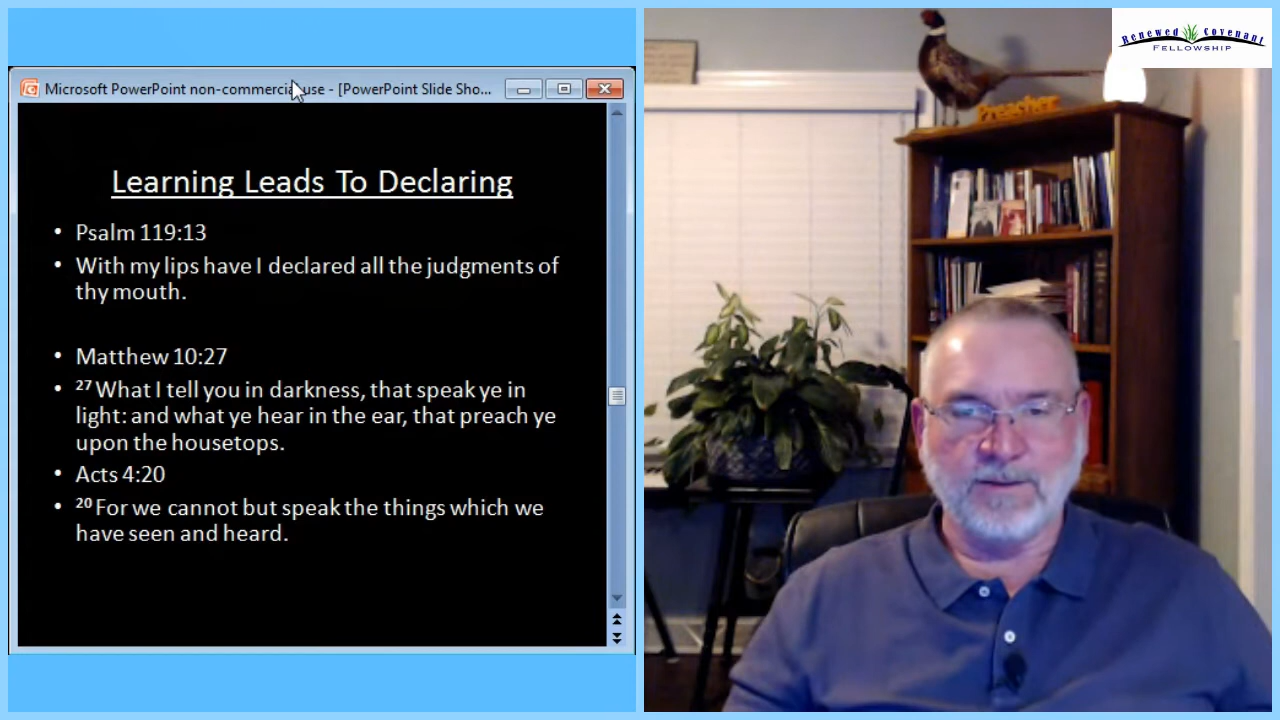 Microsoft PowerPoint non-commercial use - [PowerPoint Slide Sho...
Learning Leads To Declaring
• Psalm 119:13
• With my lips have I declared all the judgments of
thy mouth.
• Matthew 10:27
• 27 What I tell you in darkness, that speak ye in
light: and what ye hear in the ear, that preach ye
upon the housetops.
• Acts 4:20
• 20 For we cannot but speak the things which we
have seen and heard.
Renewed Covenant
FELLOWSHIP
Preacher